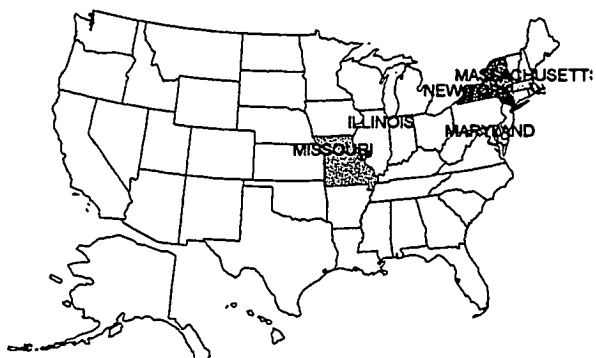 MASSACHUSETTS
NEW YORK
ILLINOIS
MARYLAND
MISSOURI